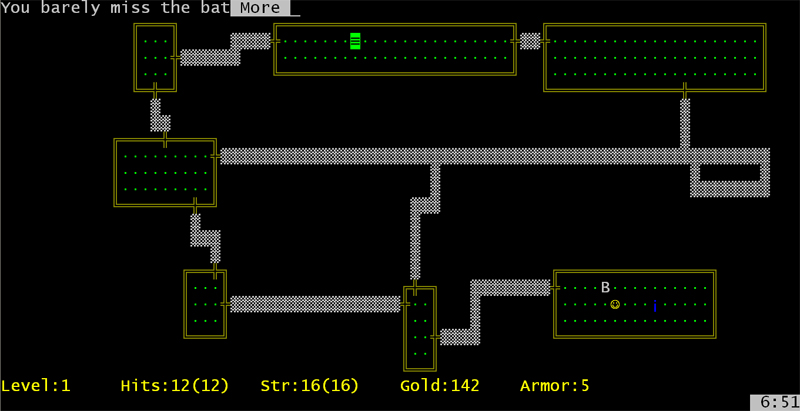 You barely miss the bat More _
B
i
Level:1 Hits:12(12) Str:16(16) Gold:142 Armor:5
6:51